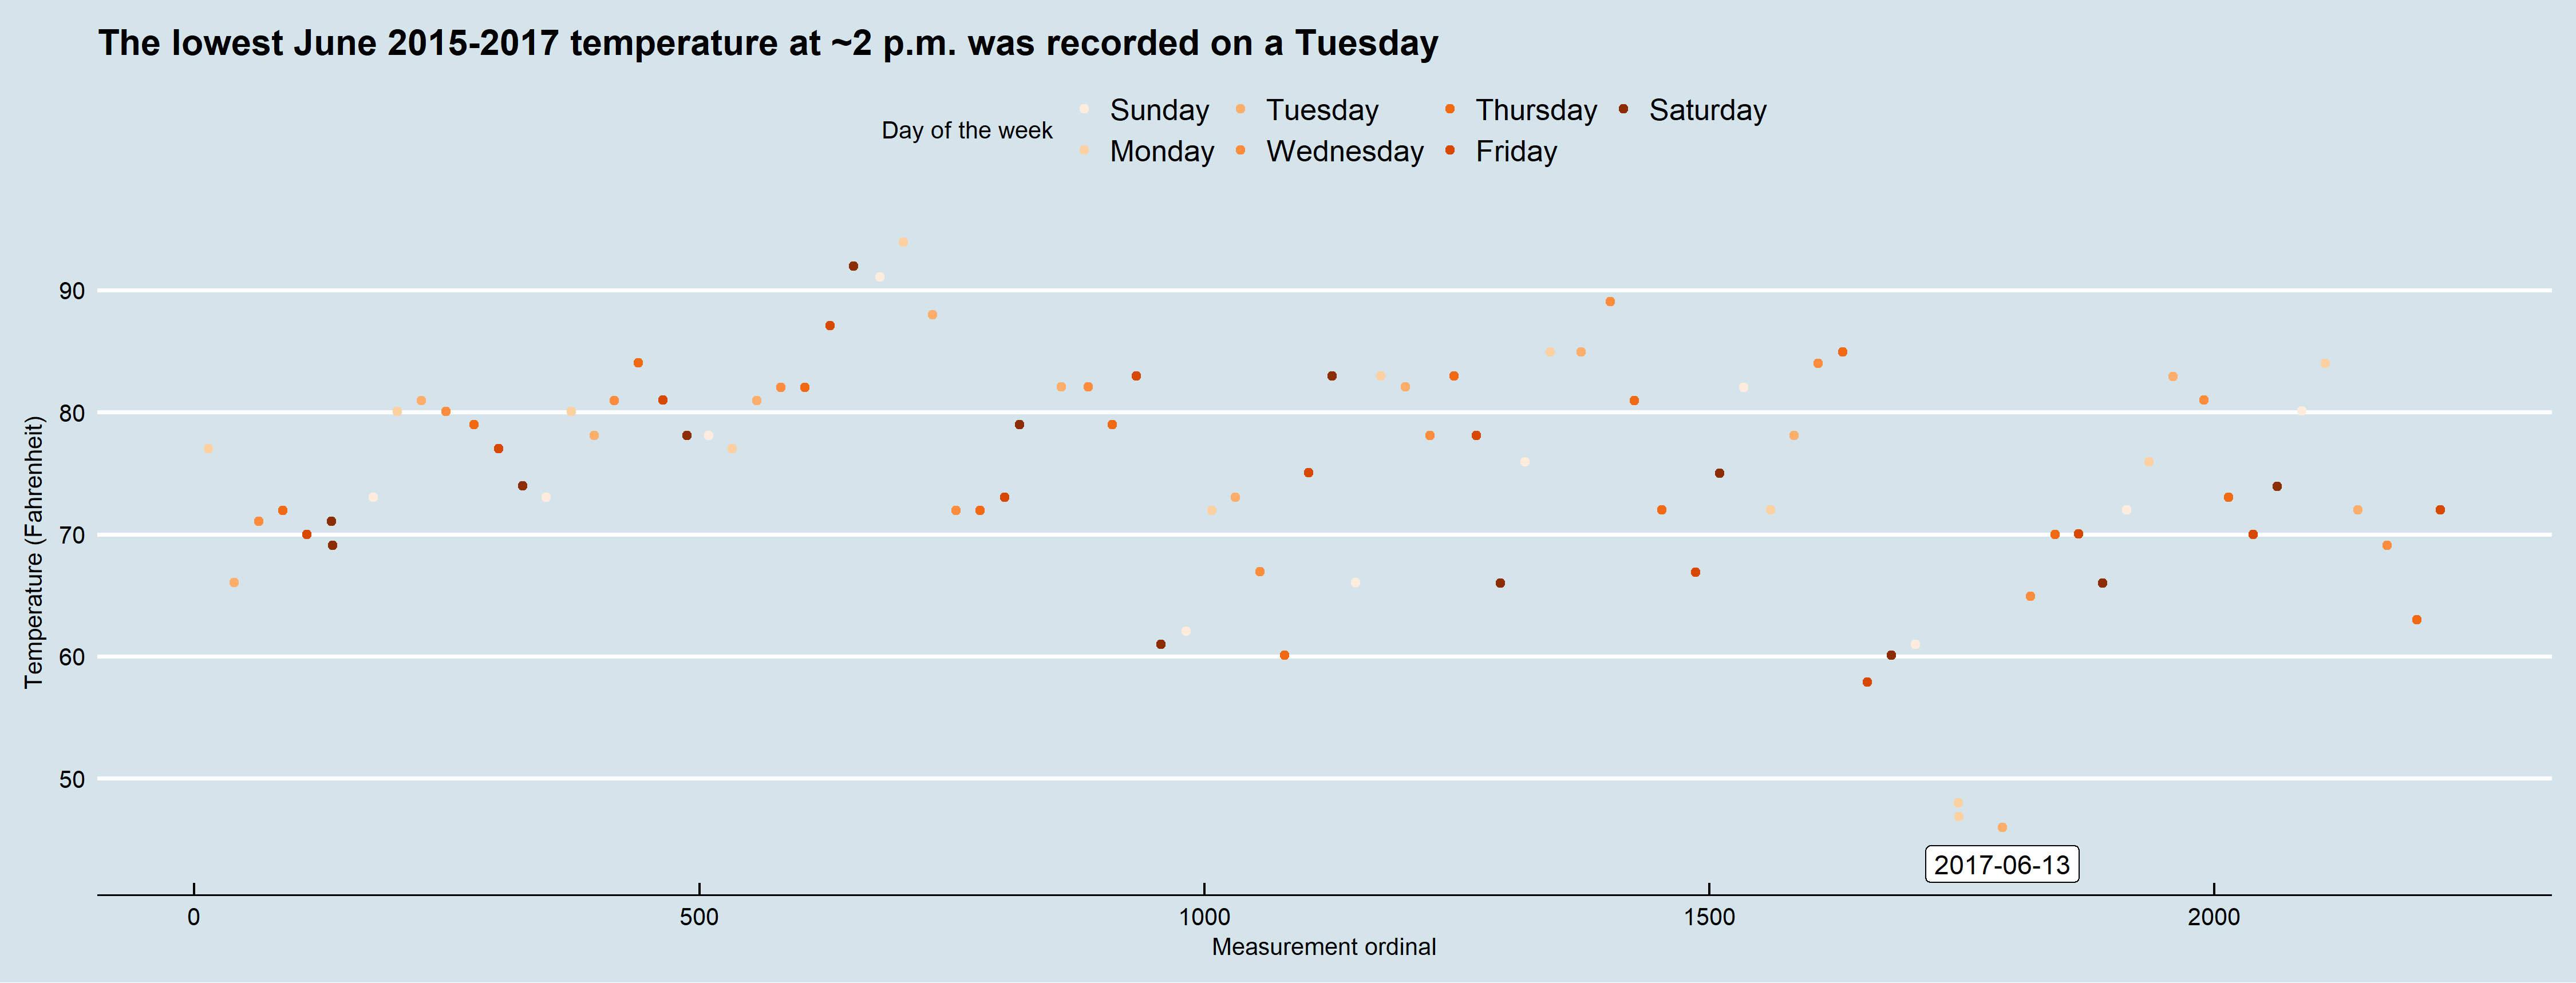 The lowest June 2015-2017 temperature at ~2 p.m. was recorded on a Tuesday
Day of the week
Sunday Tuesday Thursday Saturday
Monday Wednesday Friday
Temperature (Fahrenheit)
90
80
70
60
50
2017-06-13
0 500 1000 1500 2000
Measurement ordinal